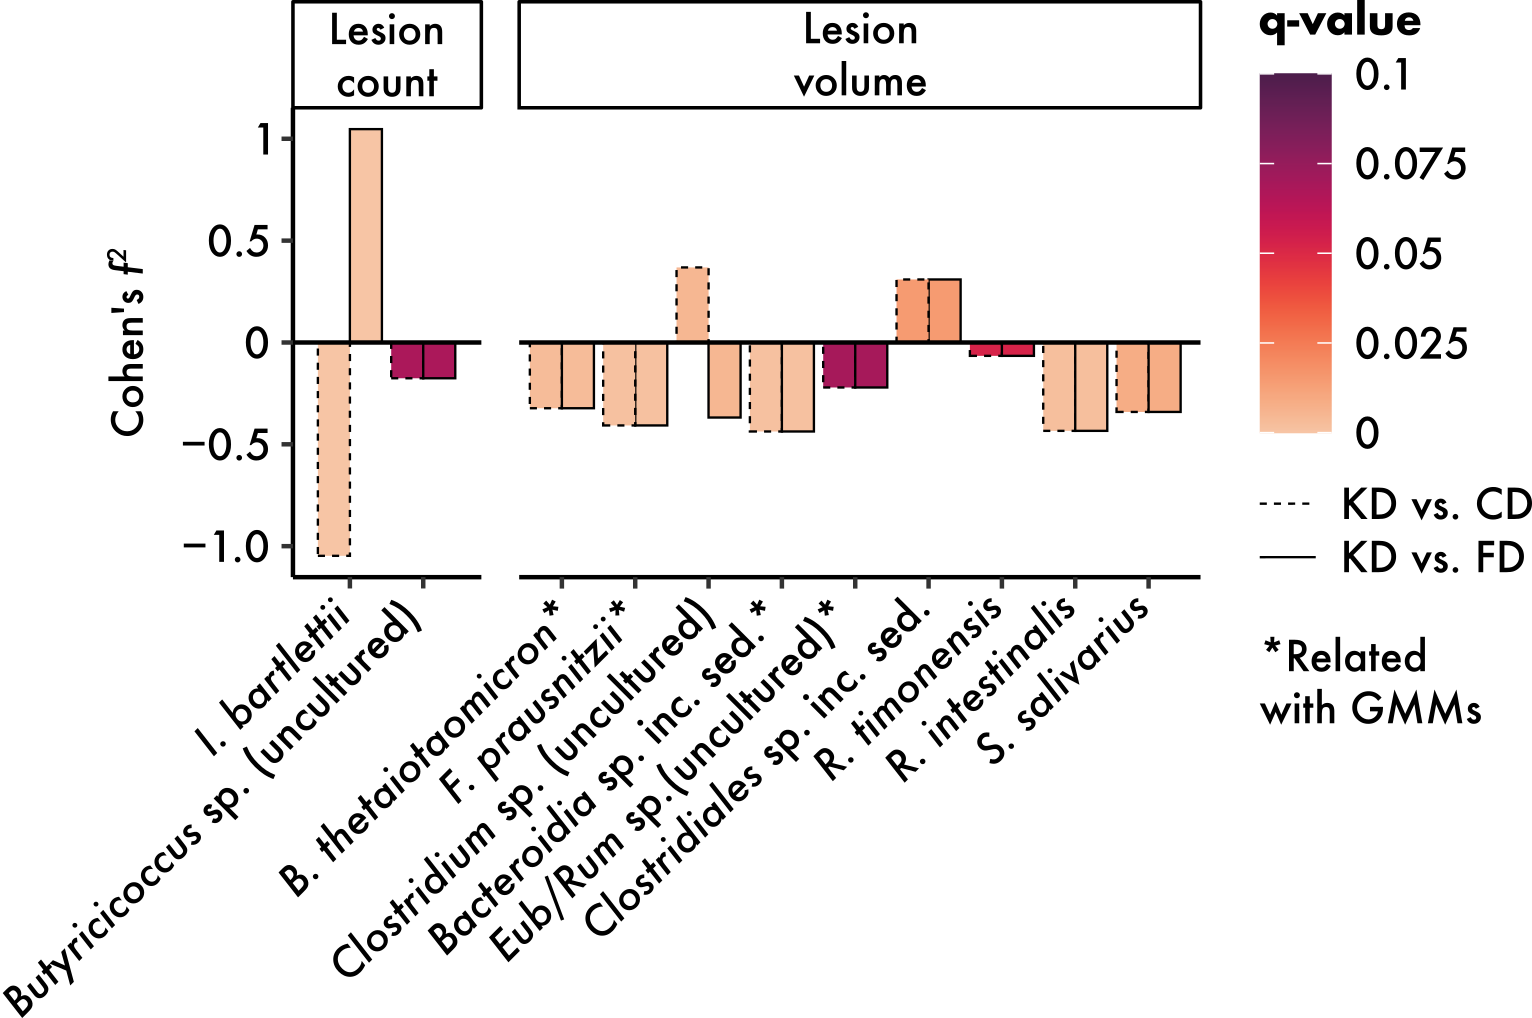 Lesion
count
Lesion
volume
q-value
0.1
0.075
0.05
0.025
0
KD vs. CD
KD vs. FD
*Related
with GMMs
Cohen's f²
1
0.5
0
−0.5
−1.0
I. bartlettii
Butyricicoccus sp. (uncultured)
B. thetaiotaomicron*
F. prausnitzii*
Clostridium sp. (uncultured)
Bacteroidia sp. inc. sed.*
Eub/Rum sp.(uncultured)*
Clostridiales sp. inc. sed.
R. timonensis
R. intestinalis
S. salivarius